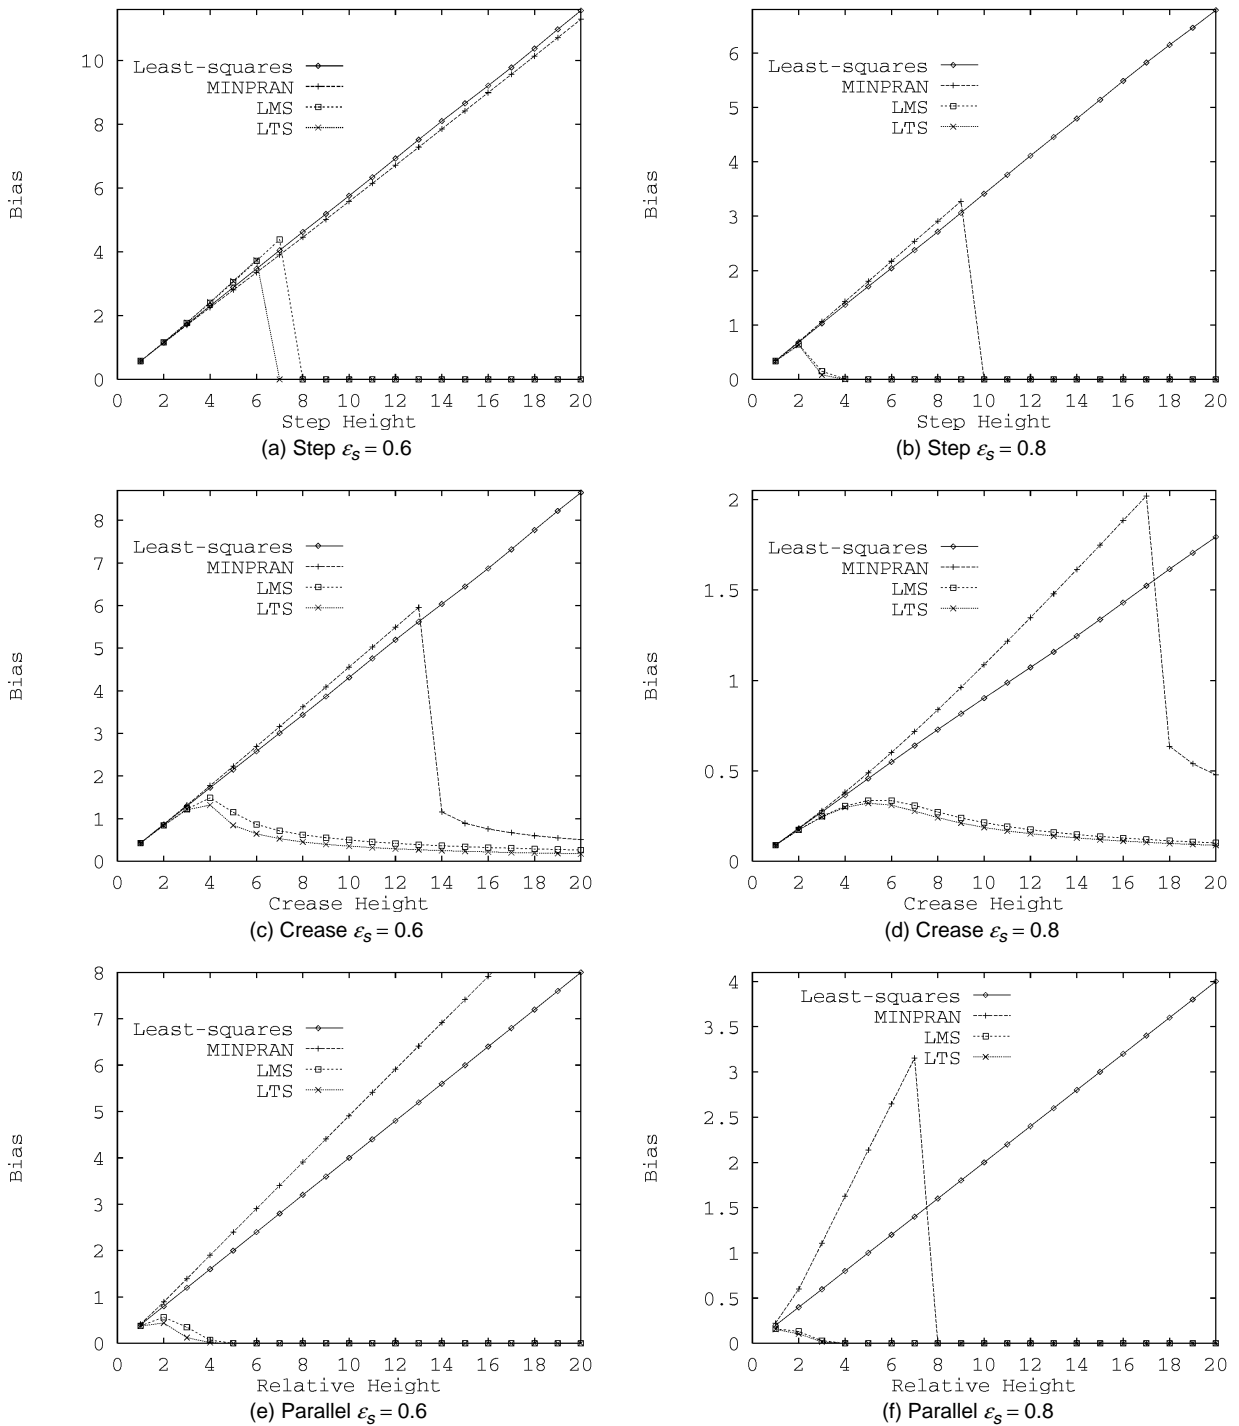 10
8
6
4
2
0
Bias
Least-squares
MINPRAN
LMS
LTS
0 2 4 6 8 10 12 14 16 18 20
Step Height
(a) Step εs = 0.6
6
5
4
3
2
1
0
Bias
Least-squares
MINPRAN
LMS
LTS
0 2 4 6 8 10 12 14 16 18 20
Step Height
(b) Step εs = 0.8
8
7
6
5
4
3
2
1
0
Bias
Least-squares
MINPRAN
LMS
LTS
0 2 4 6 8 10 12 14 16 18 20
Crease Height
(c) Crease εs = 0.6
2
1.5
1
0.5
0
Bias
Least-squares
MINPRAN
LMS
LTS
0 2 4 6 8 10 12 14 16 18 20
Crease Height
(d) Crease εs = 0.8
8
7
6
5
4
3
2
1
0
Bias
Least-squares
MINPRAN
LMS
LTS
0 2 4 6 8 10 12 14 16 18 20
Relative Height
(e) Parallel εs = 0.6
4
3.5
3
2.5
2
1.5
1
0.5
0
Bias
Least-squares
MINPRAN
LMS
LTS
0 2 4 6 8 10 12 14 16 18 20
Relative Height
(f) Parallel εs = 0.8